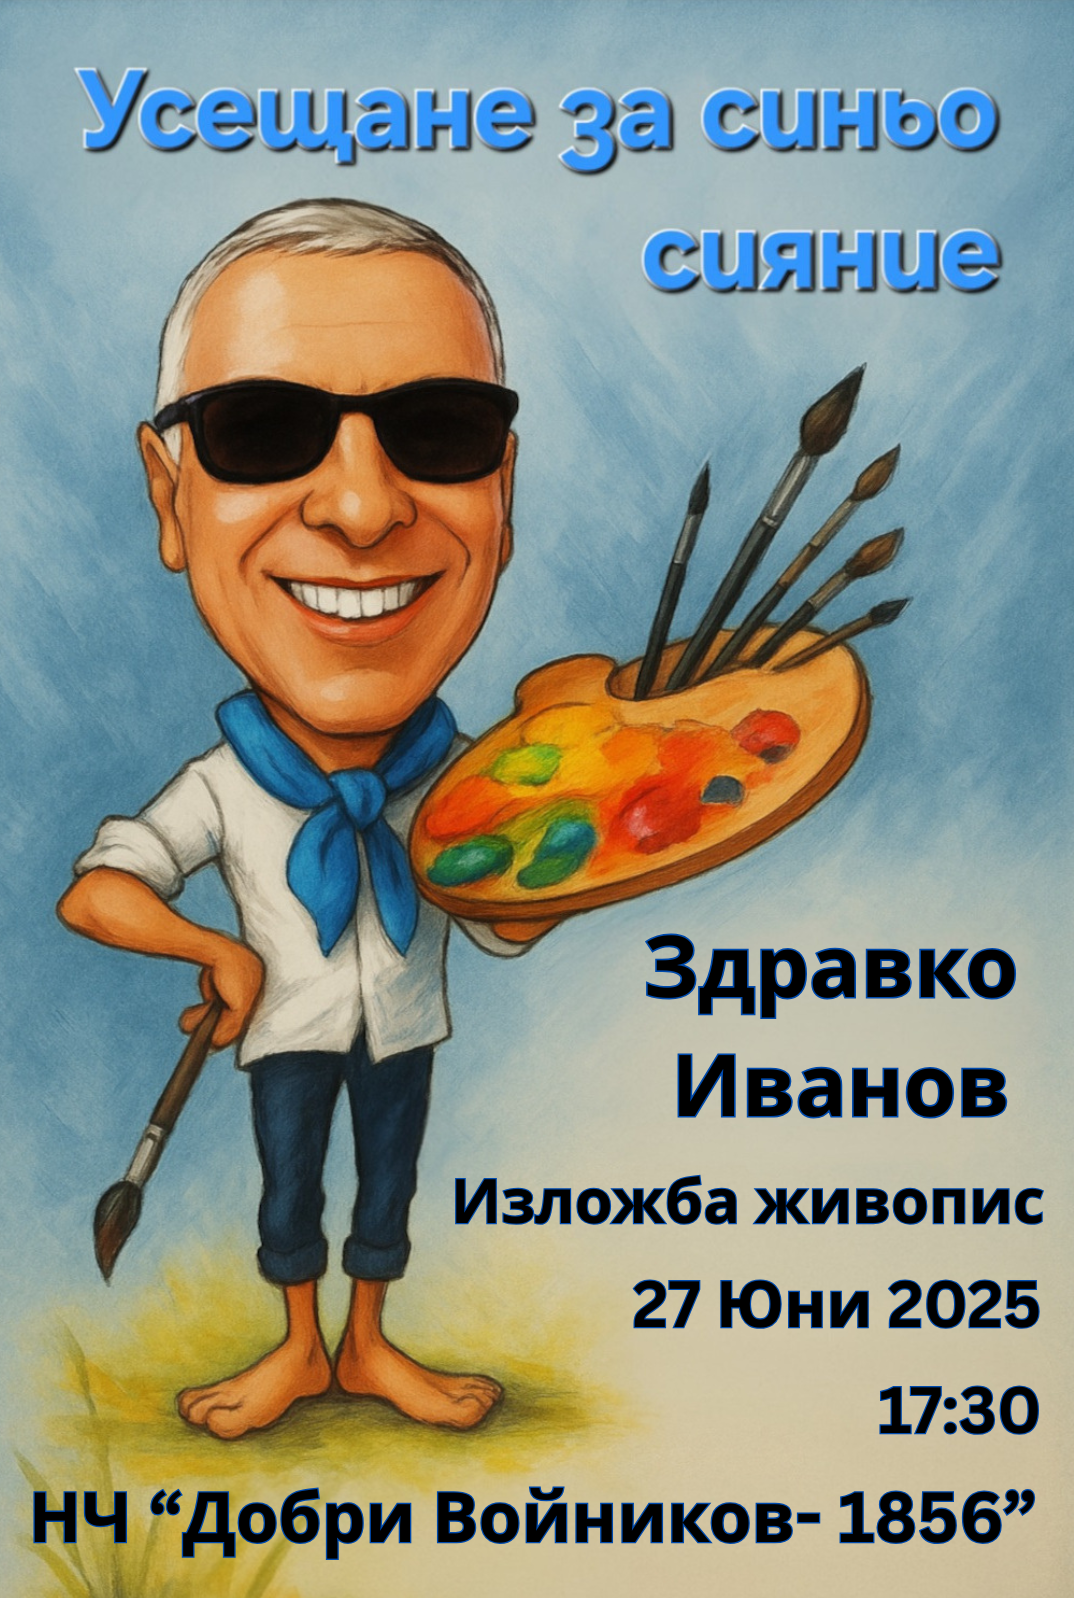 Усещане за синьо
сияние
Здравко
Иванов
Изложба живопис
27 Юни 2025
17:30
НЧ “Добри Войников- 1856”